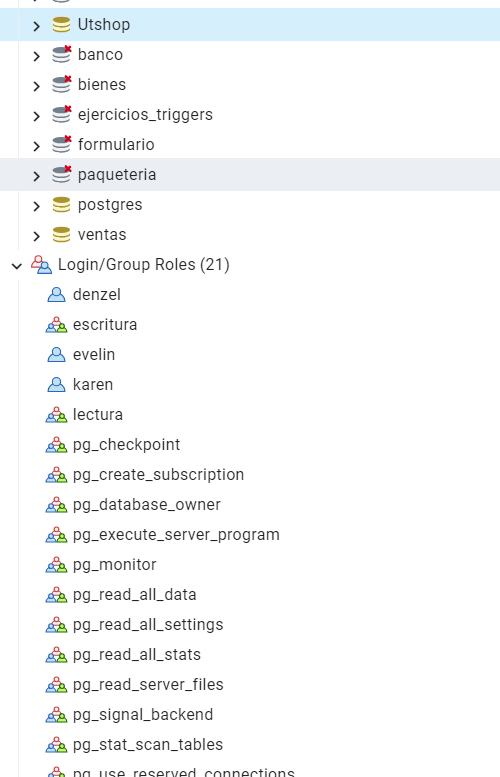 Utshop
banco
bienes
ejercicios_triggers
formulario
paqueteria
postgres
ventas
Login/Group Roles (21)
denzel
escritura
evelin
karen
lectura
pg_checkpoint
pg_create_subscription
pg_database_owner
pg_execute_server_program
pg_monitor
pg_read_all_data
pg_read_all_settings
pg_read_all_stats
pg_read_server_files
pg_signal_backend
pg_stat_scan_tables
pg_use_reserved_connections